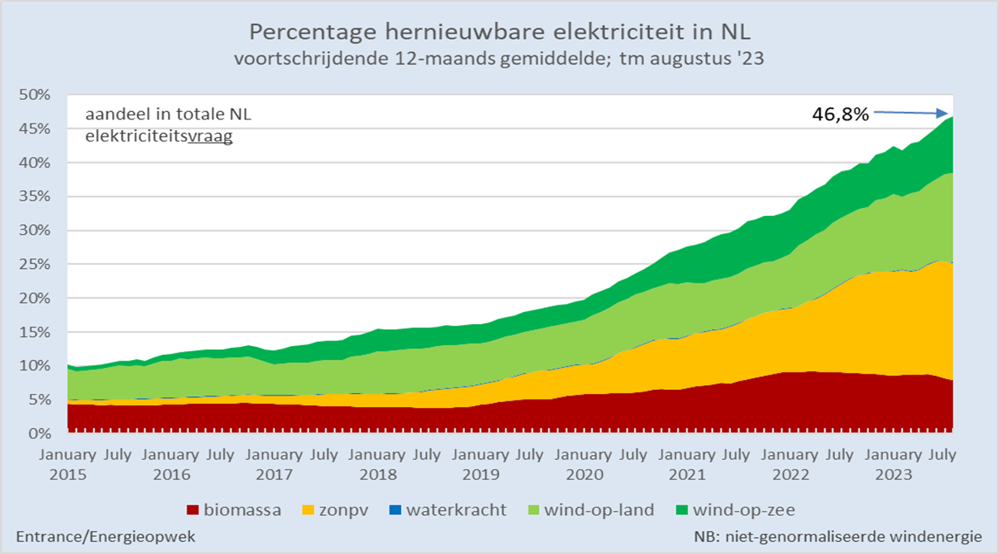 Percentage hernieuwbare elektriciteit in NL
voortschrijdende 12-maands gemiddelde; tm augustus '23
50%
aandeel in totale NL
elektriciteitsvraag
46,8%
45%
40%
35%
30%
25%
20%
15%
10%
5%
0%
January July January July January July January July January July January July January July January July January July
2015 2016 2017 2018 2019 2020 2021 2022 2023
biomassa zonpv waterkracht wind-op-land wind-op-zee
Entrance/Energieopwek NB: niet-genormaliseerde windenergie